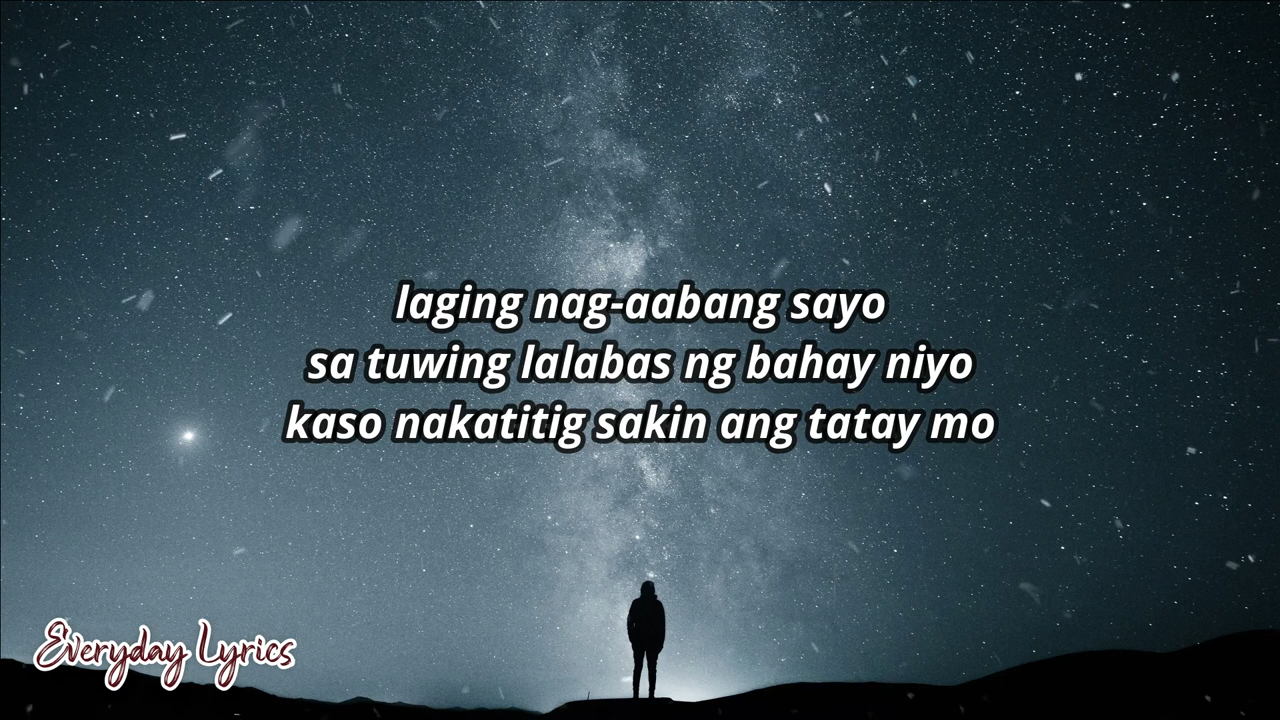 laging nag-aabang sayo
sa tuwing lalabas ng bahay niyo
kaso nakatitig sakin ang tatay mo
Everyday Lyrics